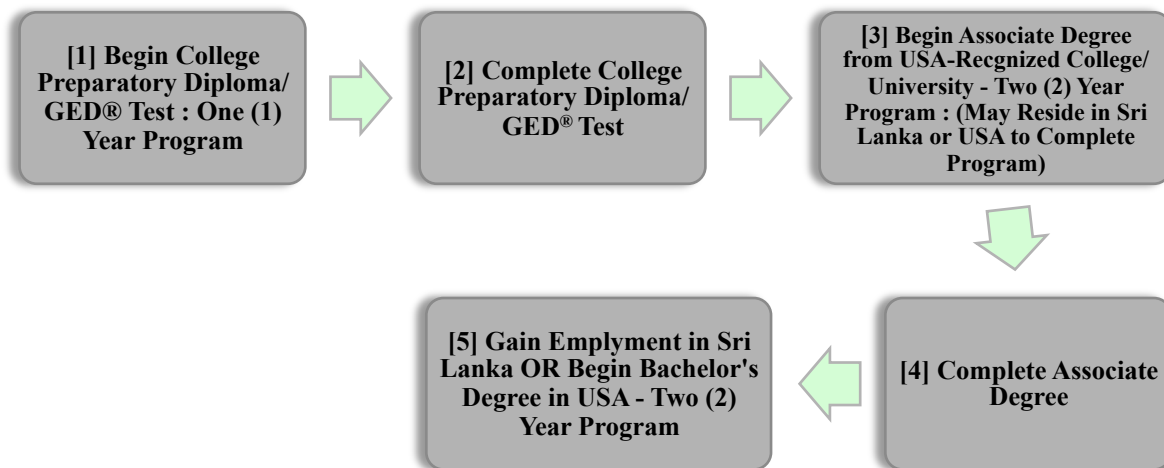 [1] Begin College
Preparatory Diploma/
GED® Test : One (1)
Year Program
[2] Complete College
Preparatory Diploma/
GED® Test
[3] Begin Associate Degree
from USA-Recgnized College/
University - Two (2) Year
Program : (May Reside in Sri
Lanka or USA to Complete
Program)
[4] Complete Associate
Degree
[5] Gain Emplyment in Sri
Lanka OR Begin Bachelor's
Degree in USA - Two (2)
Year Program